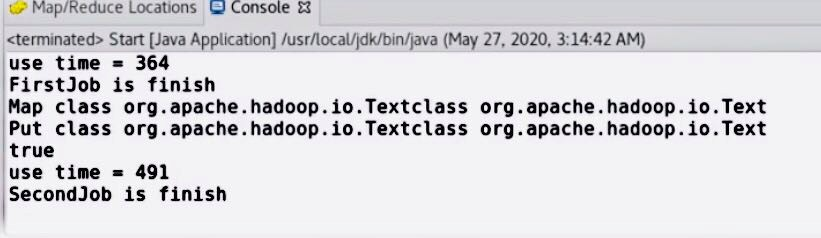 Map/Reduce Locations Console
<terminated> Start [Java Application] /usr/local/jdk/bin/java (May 27, 2020, 3:14:42 AM)
use time = 364
FirstJob is finish
Map class org.apache.hadoop.io.Textclass org.apache.hadoop.io.Text
Put class org.apache.hadoop.io.Textclass org.apache.hadoop.io.Text
true
use time = 491
SecondJob is finish